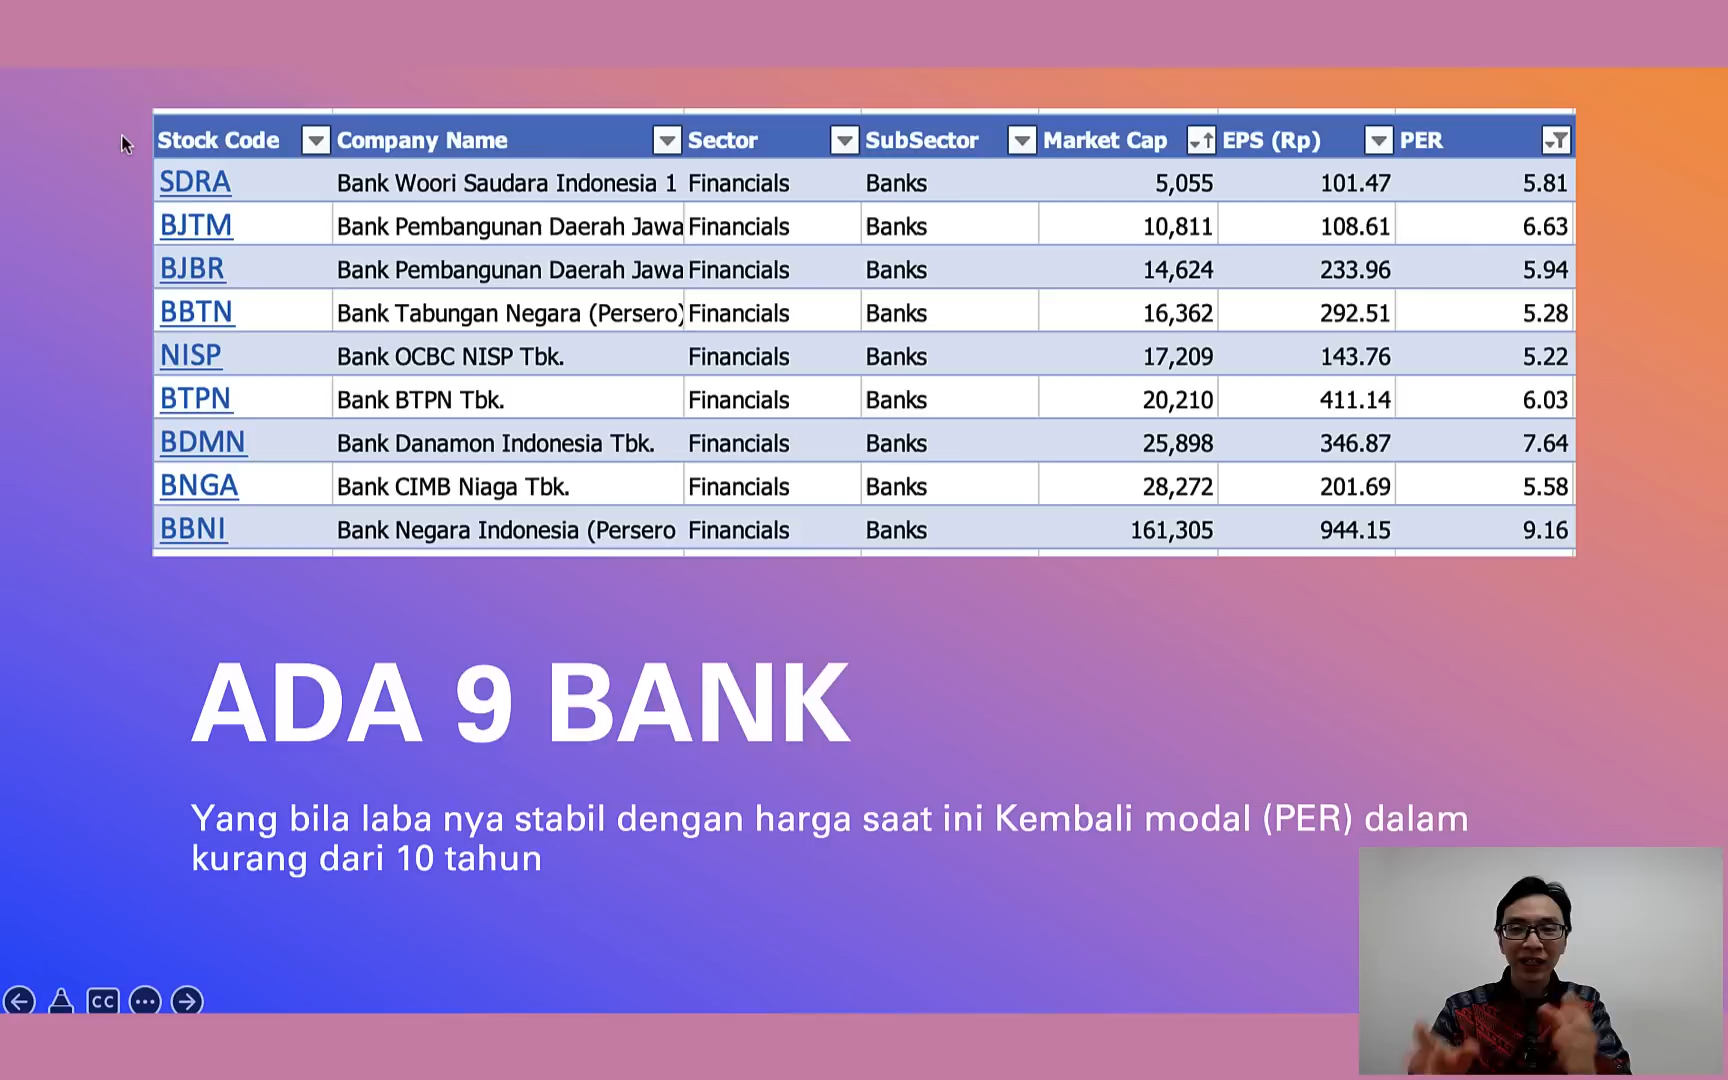 Stock Code Company Name Sector SubSector Market Cap EPS (Rp) PER
SDRA Bank Woori Saudara Indonesia 1 Financials Banks 5,055 101.47 5.81
BJTM Bank Pembangunan Daerah Jawa Financials Banks 10,811 108.61 6.63
BJBR Bank Pembangunan Daerah Jawa Financials Banks 14,624 233.96 5.94
BBTN Bank Tabungan Negara (Persero) Financials Banks 16,362 292.51 5.28
NISP Bank OCBC NISP Tbk. Financials Banks 17,209 143.76 5.22
BTPN Bank BTPN Tbk. Financials Banks 20,210 411.14 6.03
BDMN Bank Danamon Indonesia Tbk. Financials Banks 25,898 346.87 7.64
BNGA Bank CIMB Niaga Tbk. Financials Banks 28,272 201.69 5.58
BBNI Bank Negara Indonesia (Persero Financials Banks 161,305 944.15 9.16
ADA 9 BANK
Yang bila laba nya stabil dengan harga saat ini Kembali modal (PER) dalam
kurang dari 10 tahun
CC